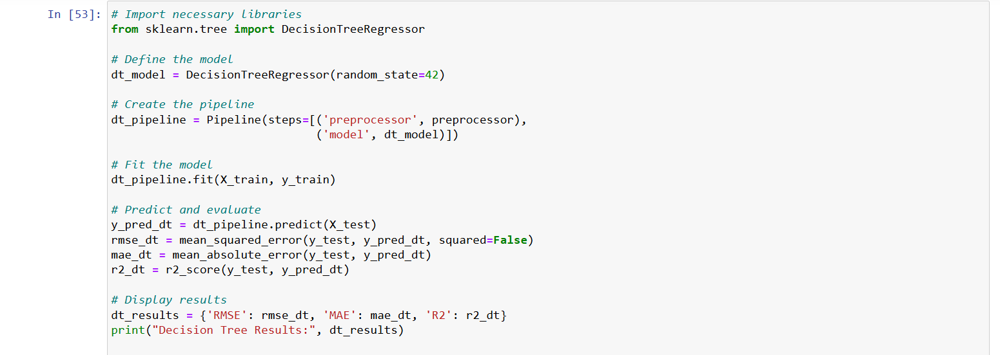 In [53]: # Import necessary libraries
from sklearn.tree import DecisionTreeRegressor
# Define the model
dt_model = DecisionTreeRegressor(random_state=42)
# Create the pipeline
dt_pipeline = Pipeline(steps=[('preprocessor', preprocessor),
('model', dt_model)])
# Fit the model
dt_pipeline.fit(X_train, y_train)
# Predict and evaluate
y_pred_dt = dt_pipeline.predict(X_test)
rmse_dt = mean_squared_error(y_test, y_pred_dt, squared=False)
mae_dt = mean_absolute_error(y_test, y_pred_dt)
r2_dt = r2_score(y_test, y_pred_dt)
# Display results
dt_results = {'RMSE': rmse_dt, 'MAE': mae_dt, 'R2': r2_dt}
print("Decision Tree Results:", dt_results)